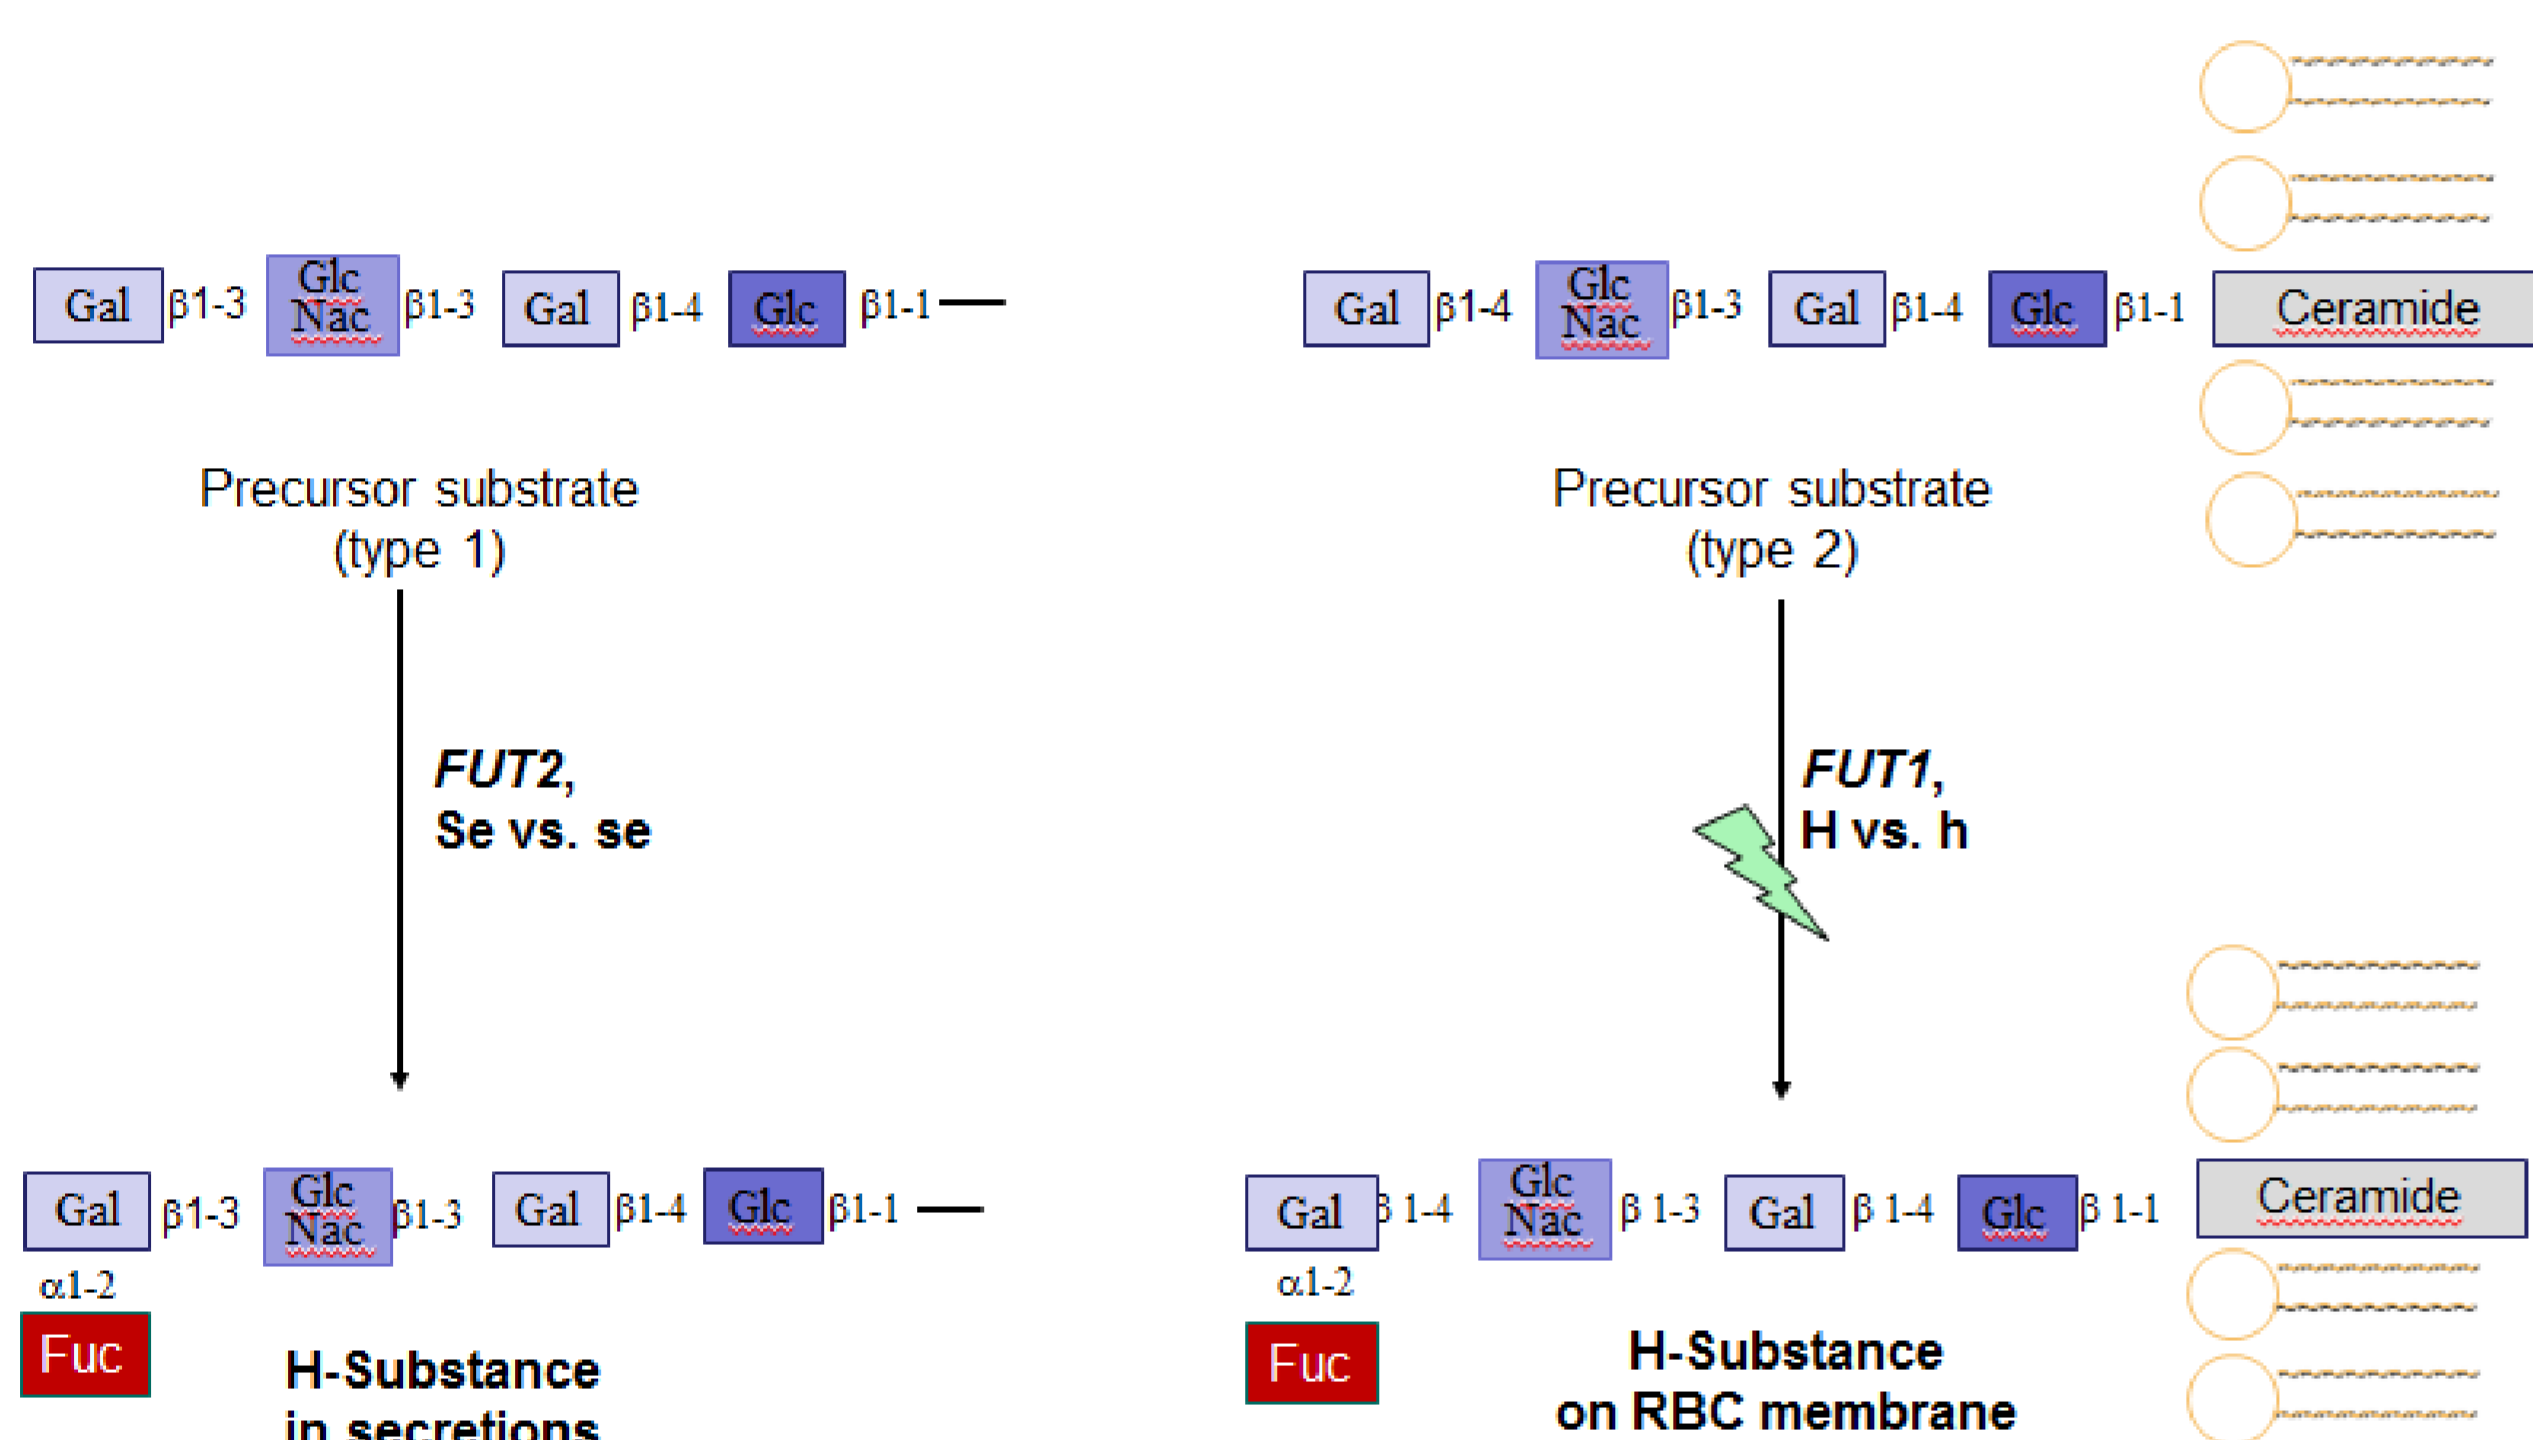 Gal β1-3 Glc Nac β1-3 Gal β1-4 Glc β1-1
Gal β1-4 Glc Nac β1-3 Gal β1-4 Glc β1-1 Ceramide
Precursor substrate
(type 1)
Precursor substrate
(type 2)
FUT2,
Se vs. se
FUT1,
H vs. h
Gal β1-3 Glc Nac β1-3 Gal β1-4 Glc β1-1
α1-2
Fuc
H-Substance
in secretions
Gal β 1-4 Glc Nac β 1-3 Gal β 1-4 Glc β 1-1 Ceramide
α1-2
Fuc
H-Substance
on RBC membrane